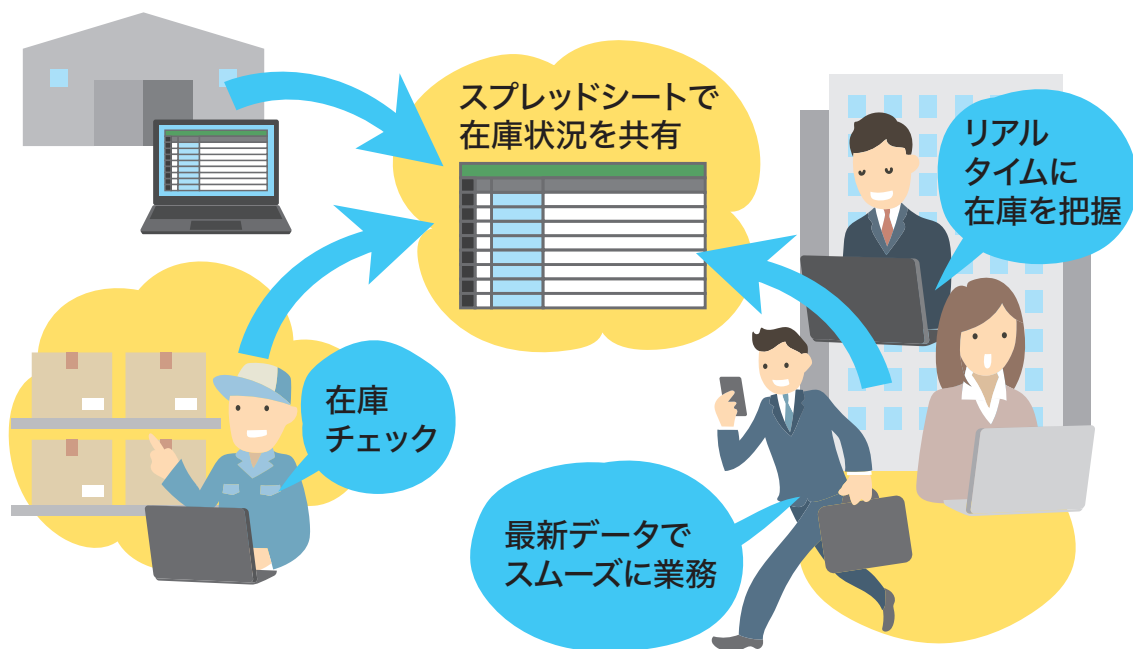 スプレッドシートで
在庫状況を共有
リアル
タイムに
在庫を把握
在庫
チェック
最新データで
スムーズに業務